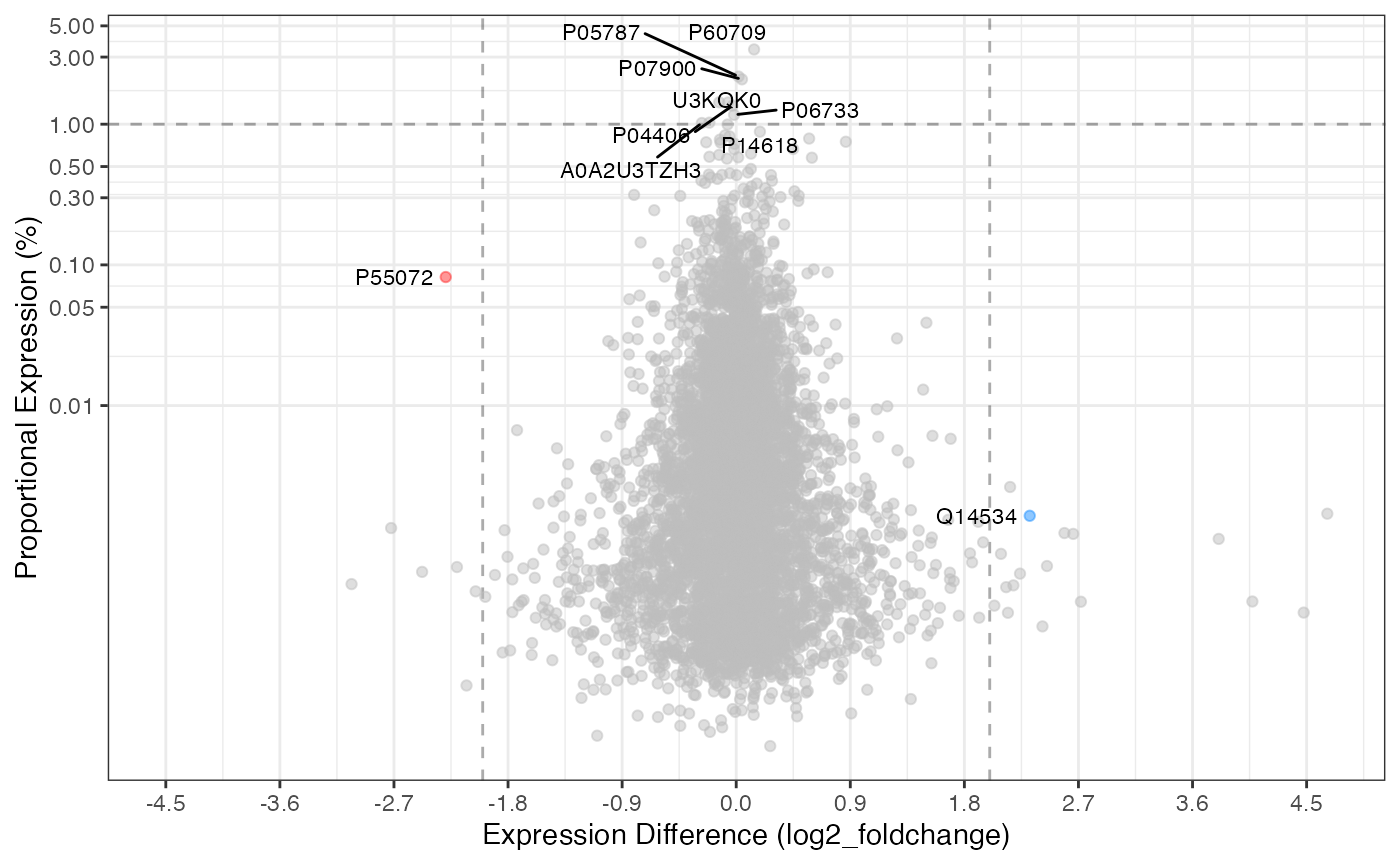 5.00
3.00
1.00
0.50
0.30
0.10
0.05
0.01
Proportional Expression (%)
P05787
P60709
P07900
U3KQK0
P06733
P04406
P14618
A0A2U3TZH3
P55072
Q14534
-4.5
-3.6
-2.7
-1.8
-0.9
0.0
0.9
1.8
2.7
3.6
4.5
Expression Difference (log2_foldchange)